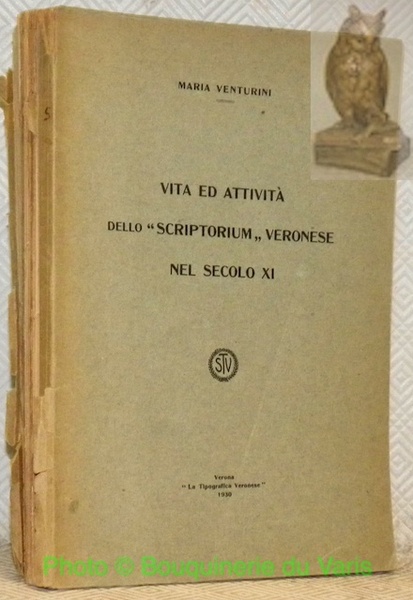 MARIA VENTURINI
VITA ED ATTIVITÀ
DELLO “SCRIPTORIUM„ VERONESE
NEL SECOLO XI
STV
Verona
“La Tipografica Veronese”
1930
Photo © Bouquinerie du Varis